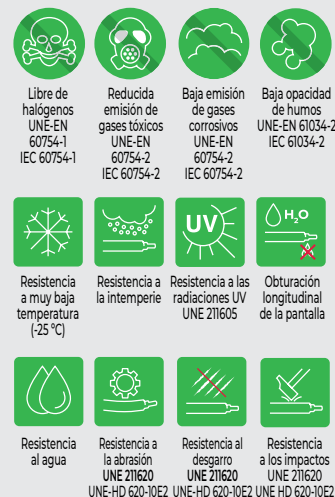 Libre de
halógenos
UNE-EN
60754-1
IEC 60754-1
Reducida
emisión de
gases tóxicos
UNE-EN
60754-2
IEC 60754-2
Baja emisión
de gases
corrosivos
UNE-EN
60754-2
IEC 60754-2
Baja opacidad
de humos
UNE-EN 61034-2
IEC 61034-2
Resistencia
a muy baja
temperatura
(-25 ºC)
Resistencia a
la intemperie
UV
Resistencia a las
radiaciones UV
UNE 211605
H₂O
Obturación
longitudinal
de la pantalla
Resistencia
al agua
Resistencia a
la abrasión
UNE 211620
UNE-HD 620-10E2
Resistencia al
desgarro
UNE 211620
UNE-HD 620-10E2
Resistencia
a los impactos
UNE 211620
UNE HD 620-10E2